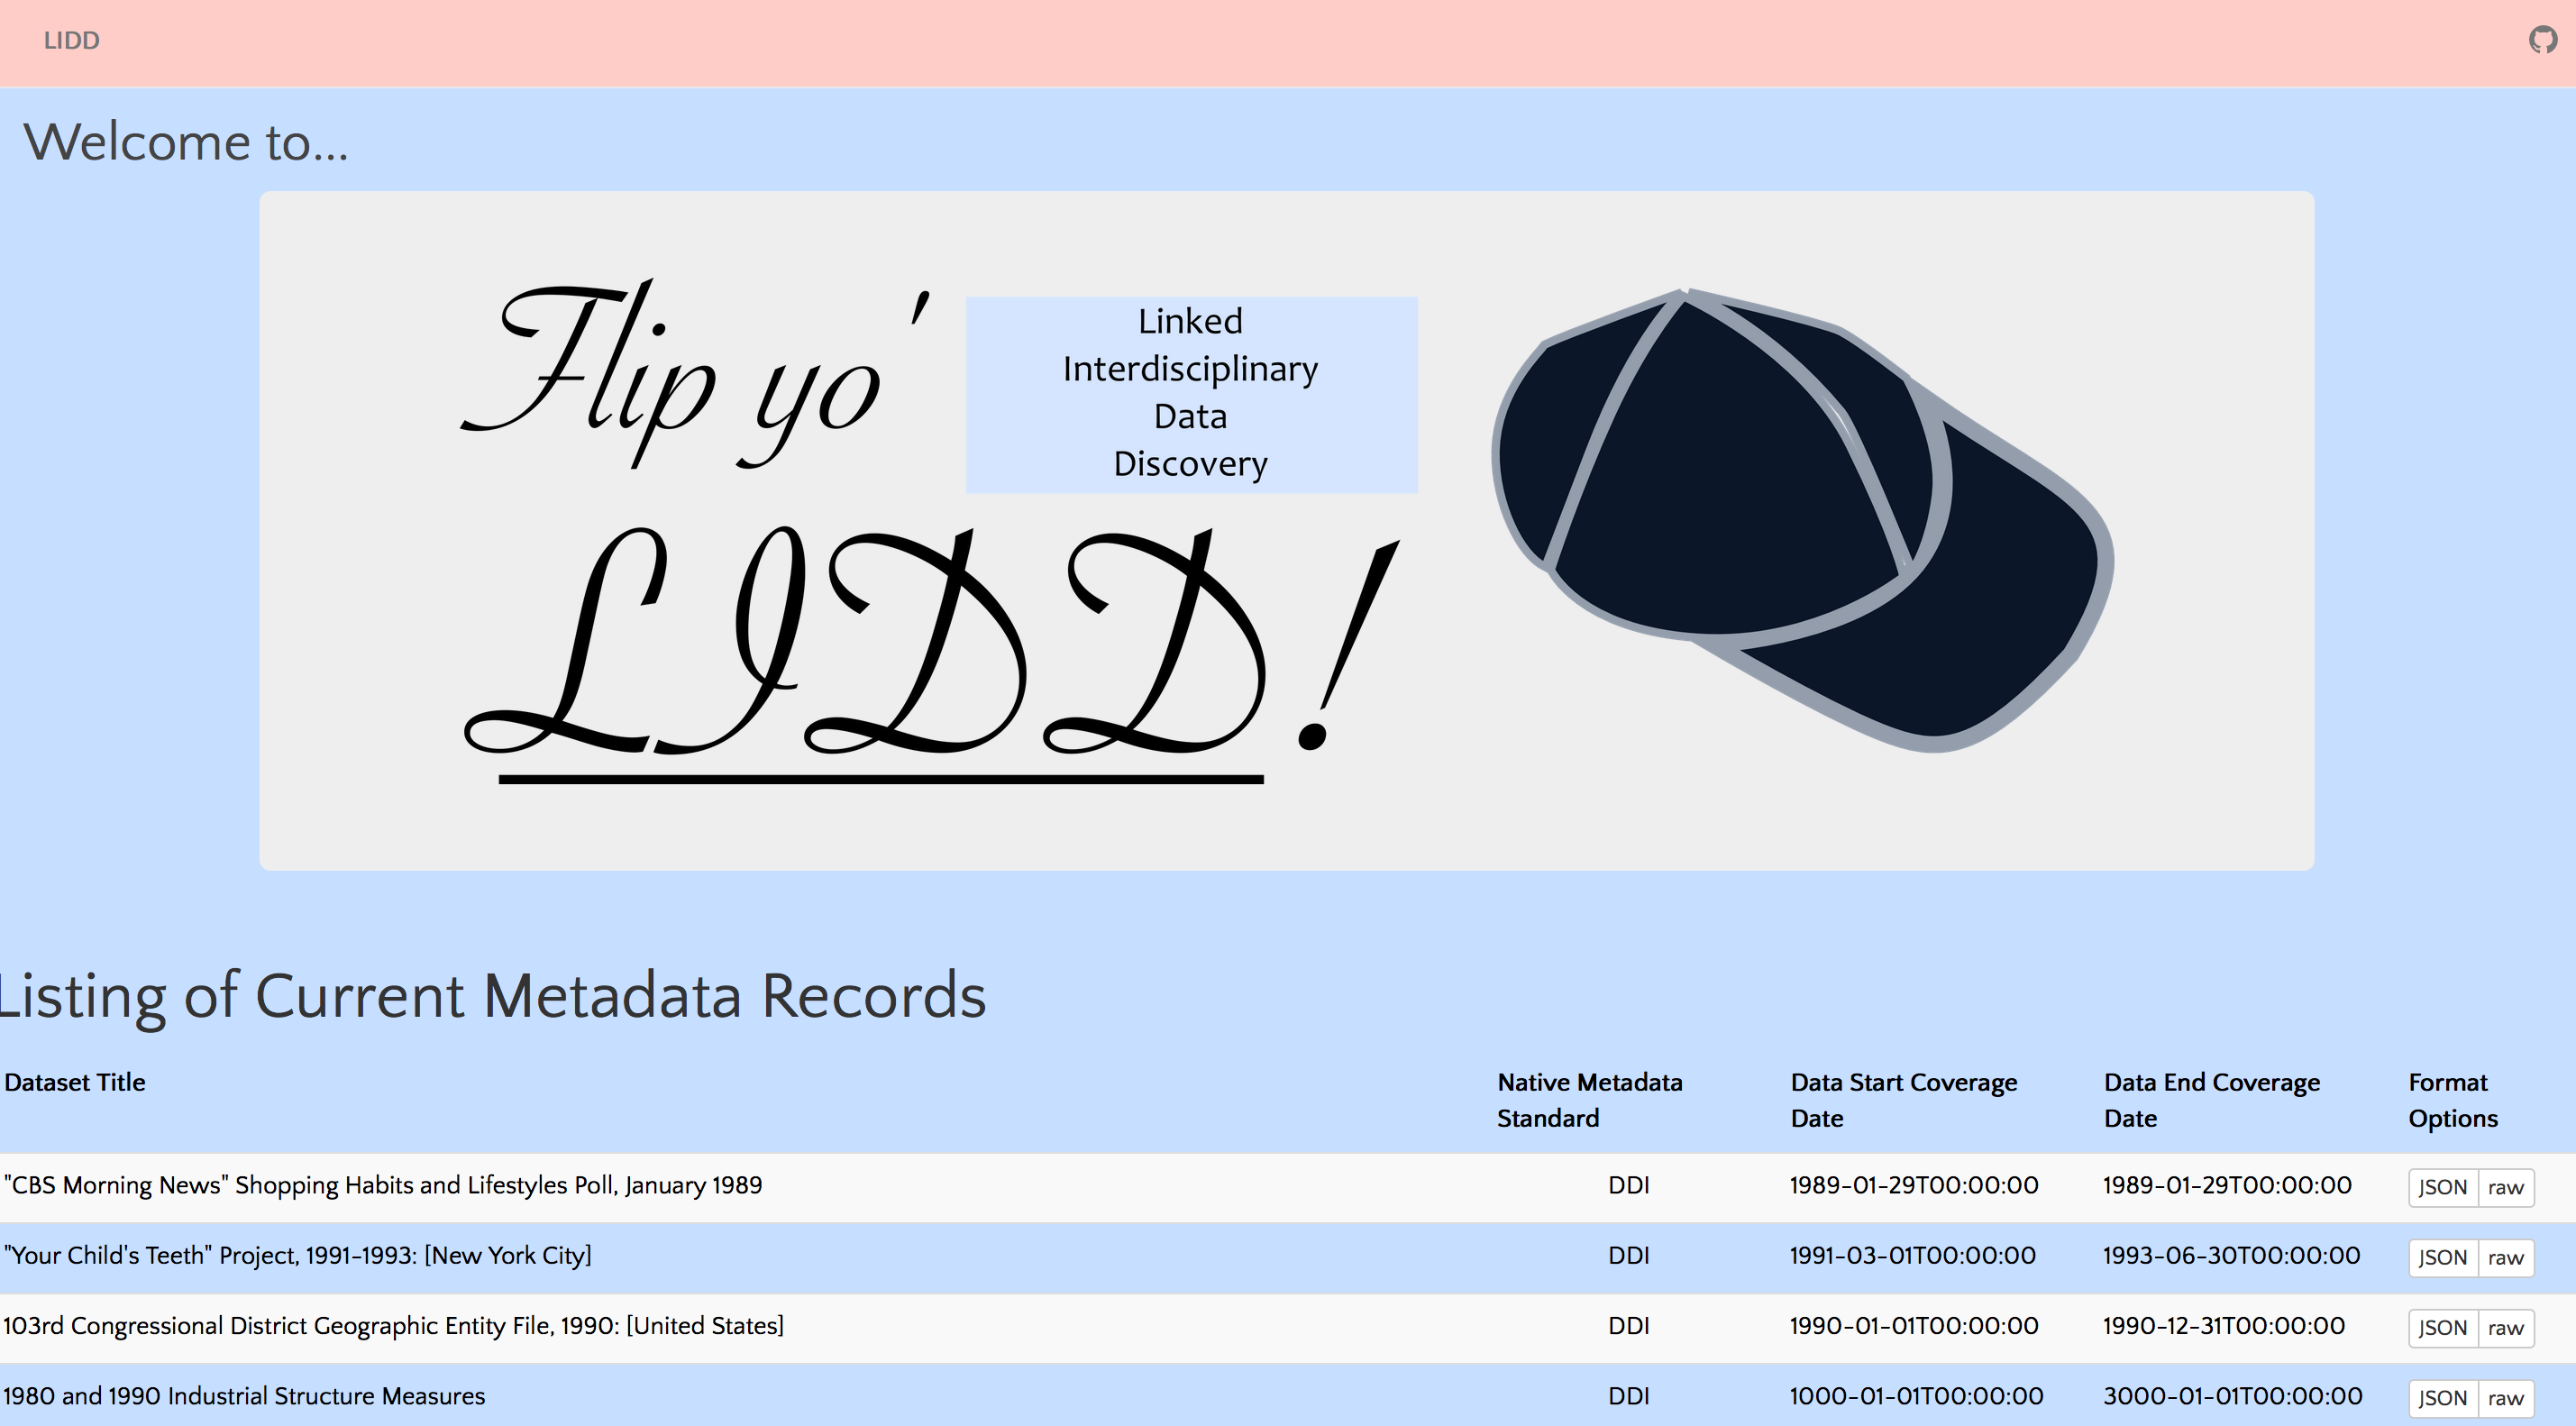 LIDD
Welcome to...
Flip yo'
Linked
Interdisciplinary
Data
Discovery
LIDD!
Listing of Current Metadata Records
Dataset Title Native Metadata Standard Data Start Coverage Date Data End Coverage Date Format Options
"CBS Morning News" Shopping Habits and Lifestyles Poll, January 1989 DDI 1989-01-29T00:00:00 1989-01-29T00:00:00 JSON raw
"Your Child's Teeth" Project, 1991-1993: [New York City] DDI 1991-03-01T00:00:00 1993-06-30T00:00:00 JSON raw
103rd Congressional District Geographic Entity File, 1990: [United States] DDI 1990-01-01T00:00:00 1990-12-31T00:00:00 JSON raw
1980 and 1990 Industrial Structure Measures DDI 1000-01-01T00:00:00 3000-01-01T00:00:00 JSON raw